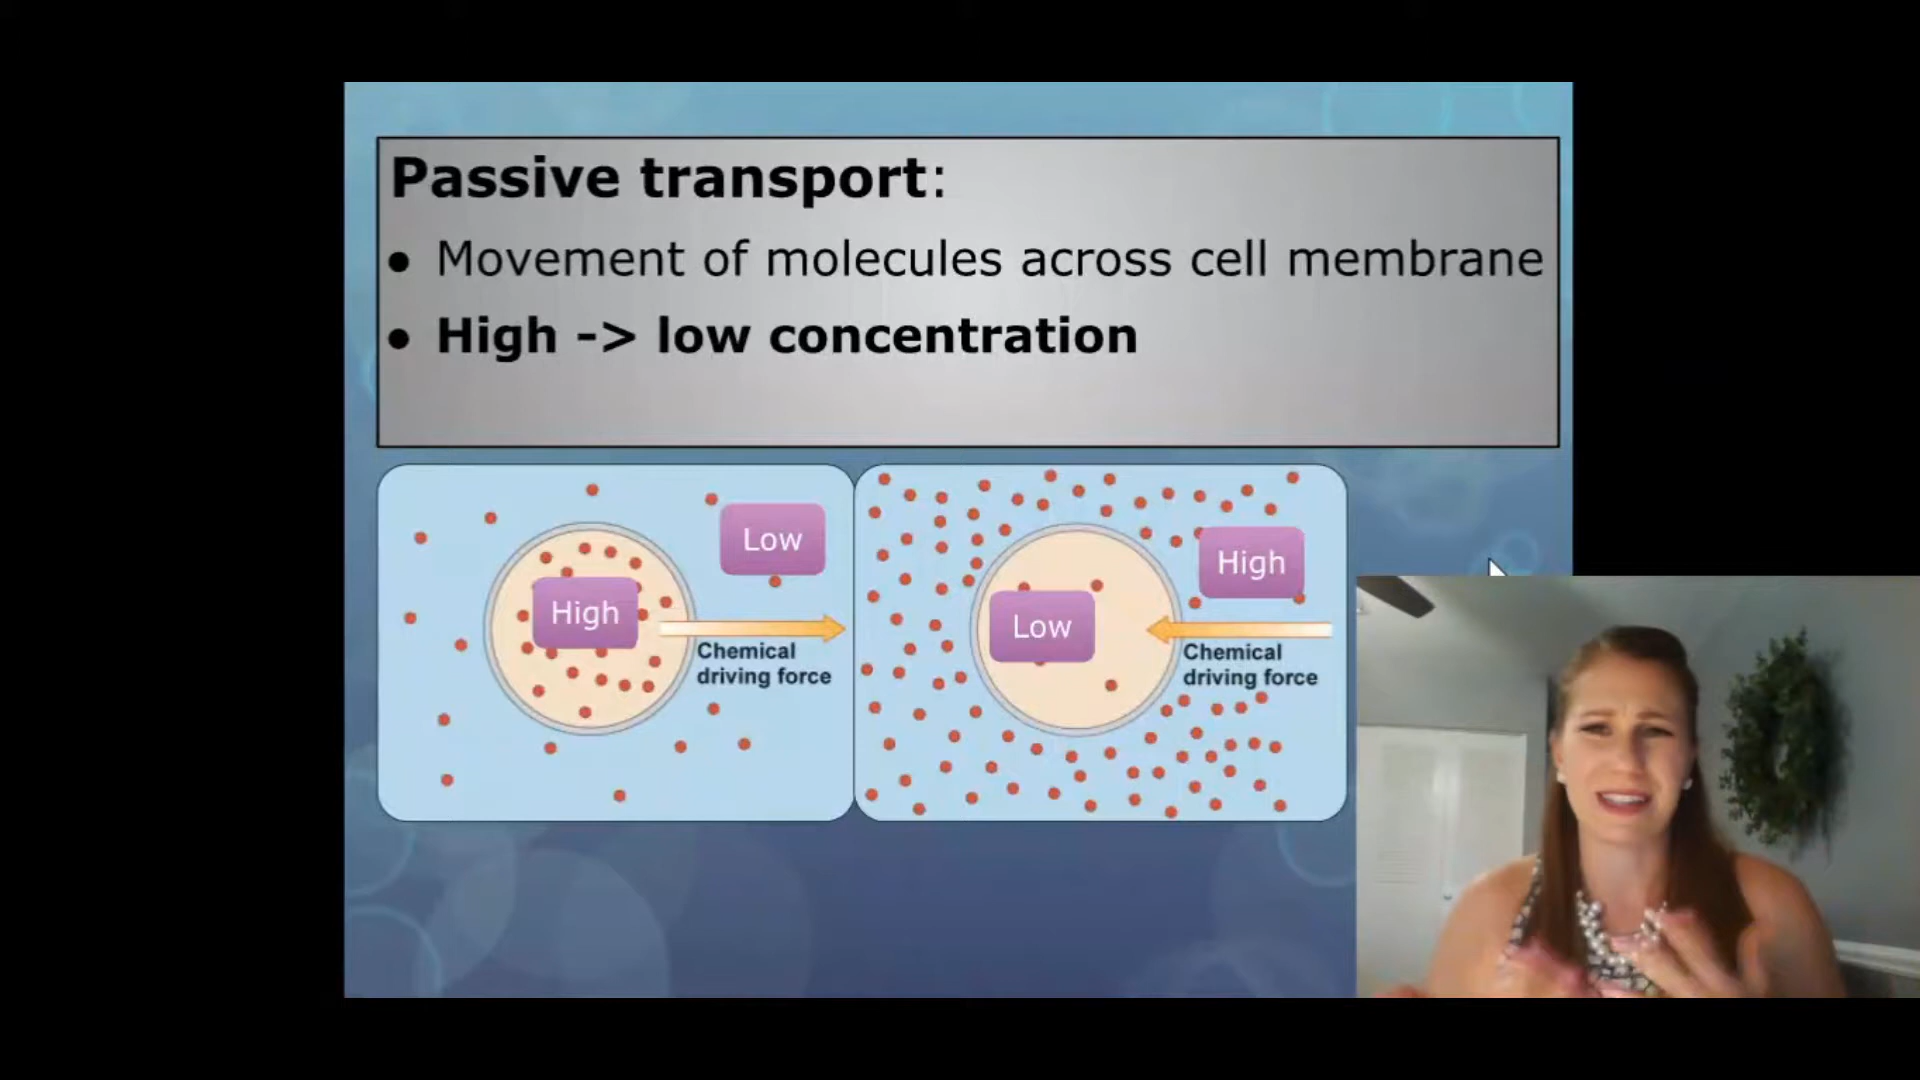 Passive transport:
● Movement of molecules across cell membrane
● High -> low concentration
Low
High
Chemical
driving force
High
Low
Chemical
driving force